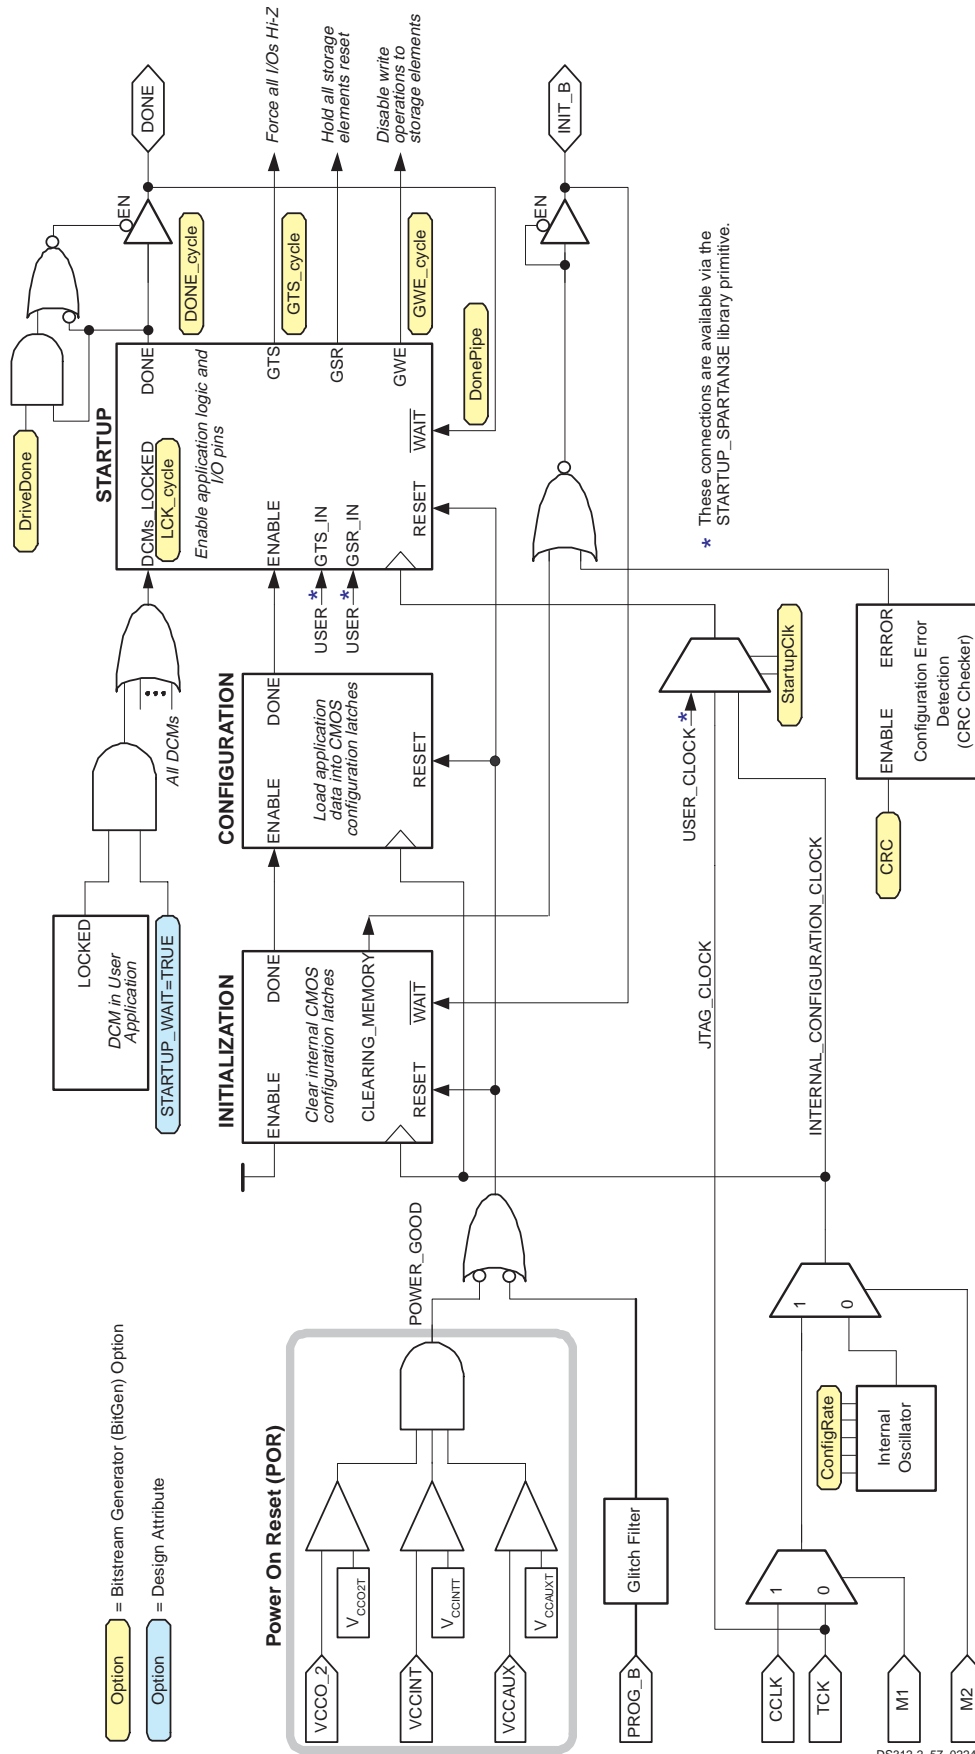 Option = Bitstream Generator (BitGen) Option
Option = Design Attribute
DriveDone
DONE
EN
DONE_cycle
STARTUP
DCMs_LOCKED
LCK_cycle
DONE
Enable application logic and
I/O pins
ENABLE
GTS
GTS_cycle
Force all I/Os Hi-Z
USER
*
GTS_IN
GSR
Hold all storage
elements reset
USER
*
GSR_IN
GWE
GWE_cycle
Disable write
operations to
storage elements
RESET
WAIT
DonePipe
DCM in User
Application
LOCKED
STARTUP_WAIT=TRUE
All DCMs
CONFIGURATION
ENABLE
DONE
Load application
data into CMOS
configuration latches
RESET
INITIALIZATION
ENABLE
DONE
Clear internal CMOS
configuration latches
CLEARING_MEMORY
RESET
WAIT
EN
INIT_B
Power On Reset (POR)
POWER_GOOD
VCCO_2
VCCO2T
VCCINT
VCCINTT
VCCAUX
VCCAUXT
PROG_B
Glitch Filter
* These connections are available via the
STARTUP_SPARTAN3E library primitive.
USER_CLOCK
*
JTAG_CLOCK
INTERNAL_CONFIGURATION_CLOCK
StartupClk
CCLK
TCK
1
0
ConfigRate
Internal
Oscillator
1
0
M1
M2
CRC
ENABLE
ERROR
Configuration Error
Detection
(CRC Checker)